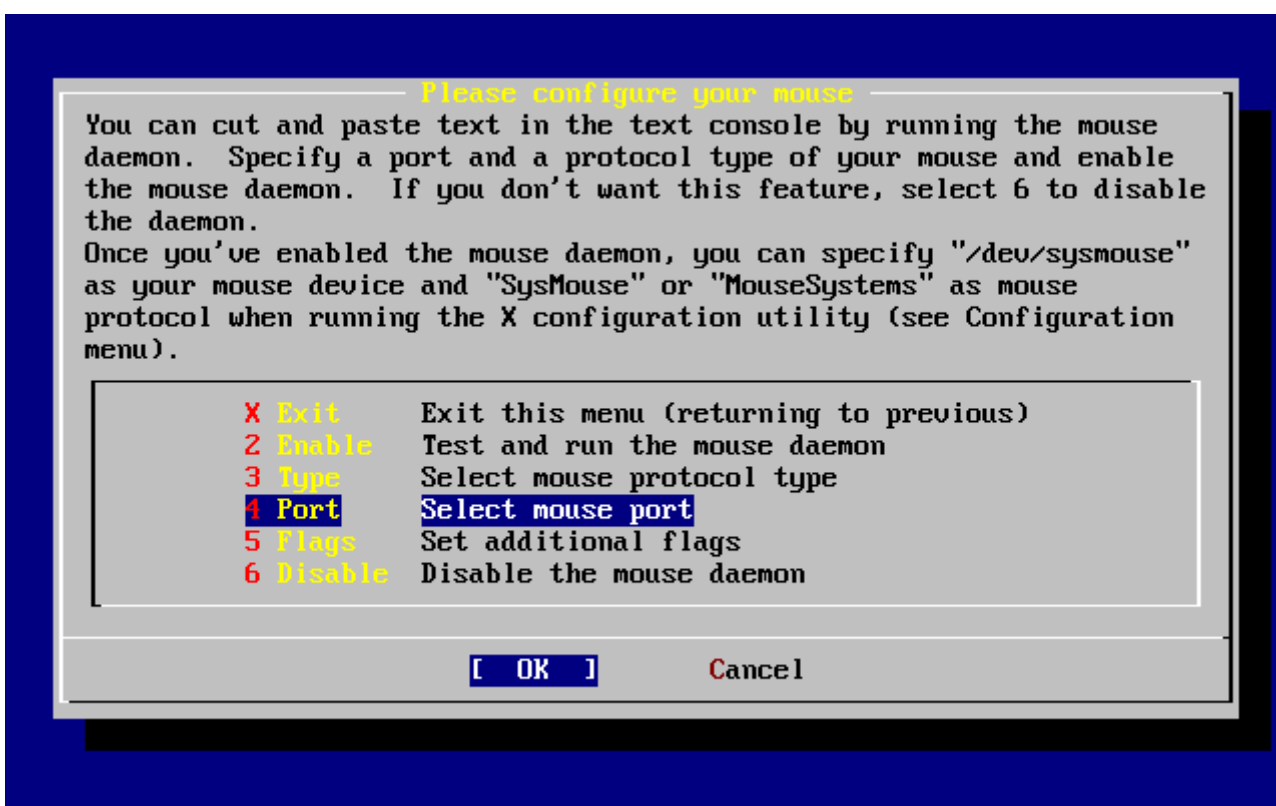 Please configure your mouse
You can cut and paste text in the text console by running the mouse
daemon.  Specify a port and a protocol type of your mouse and enable
the mouse daemon.  If you don't want this feature, select 6 to disable
the daemon.
Once you've enabled the mouse daemon, you can specify "/dev/sysmouse"
as your mouse device and "SysMouse" or "MouseSystems" as mouse
protocol when running the X configuration utility (see Configuration
menu).
X Exit Exit this menu (returning to previous)
2 Enable Test and run the mouse daemon
3 Type Select mouse protocol type
4 Port Select mouse port
5 Flags Set additional flags
6 Disable Disable the mouse daemon
[ OK ] Cancel